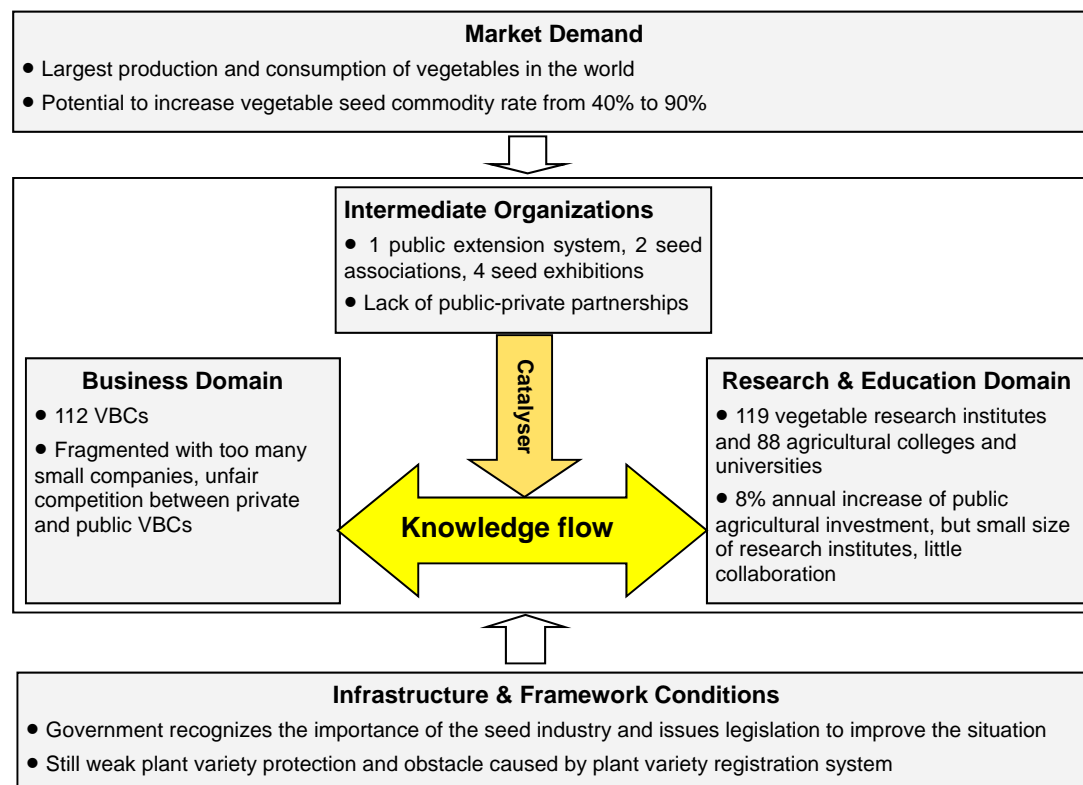 Market Demand
● Largest production and consumption of vegetables in the world
● Potential to increase vegetable seed commodity rate from 40% to 90%
Intermediate Organizations
● 1 public extension system, 2 seed
associations, 4 seed exhibitions
● Lack of public-private partnerships
Catalyser
Business Domain
● 112 VBCs
● Fragmented with too many
small companies, unfair
competition between private
and public VBCs
Knowledge flow
Research & Education Domain
● 119 vegetable research institutes
and 88 agricultural colleges and
universities
● 8% annual increase of public
agricultural investment, but small size
of research institutes, little
collaboration
Infrastructure & Framework Conditions
● Government recognizes the importance of the seed industry and issues legislation to improve the situation
● Still weak plant variety protection and obstacle caused by plant variety registration system